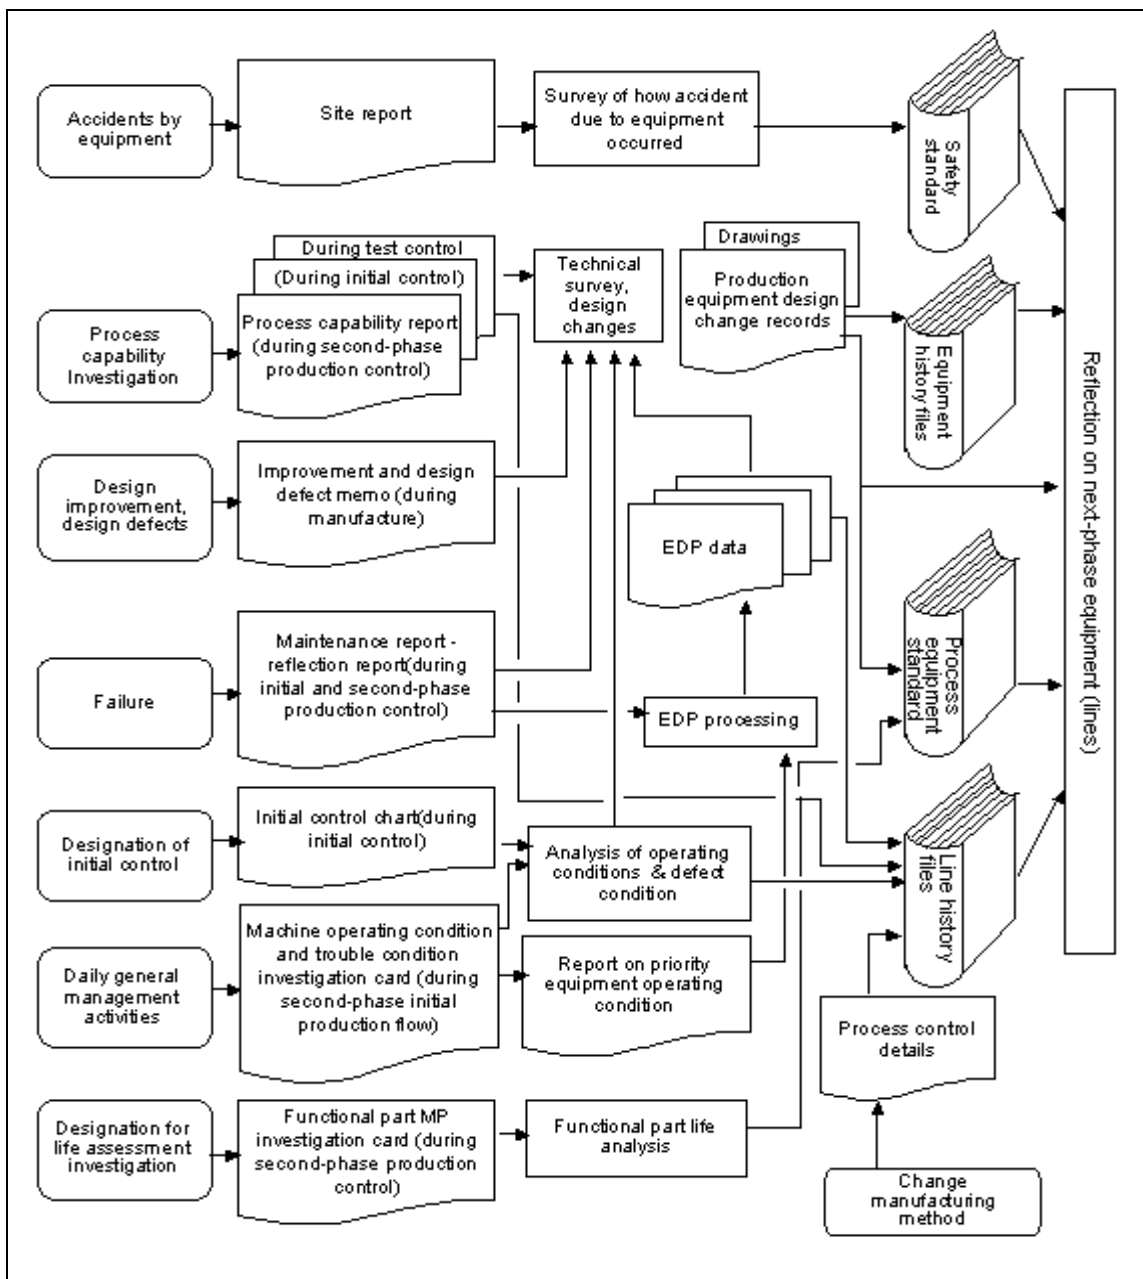 Accidents by
equipment
Site report
Survey of how accident
due to equipment
occurred
Safety
standard
During test control
(During initial control)
Process capability report
(during second-phase
production control)
Process
capability
Investigation
Technical
survey,
design
changes
Drawings
Production
equipment design
change records
Equipment
history files
Reflection on next-phase equipment (lines)
Design
improvement,
design defects
Improvement and design
defect memo (during
manufacture)
EDP data
Failure
Maintenance report -
reflection report(during
initial and second-phase
production control)
EDP processing
Process
equipment
standard
Designation of
initial control
Initial control chart(during
initial control)
Analysis of operating
conditions & defect
condition
Line history
files
Daily general
management
activities
Machine operating condition
and trouble condition
investigation card (during
second-phase initial
production flow)
Report on priority
equipment operating
condition
Process control
details
Designation for
life assessment
investigation
Functional part MP
investigation card (during
second-phase production
control)
Functional part life
analysis
Change
manufacturing
method